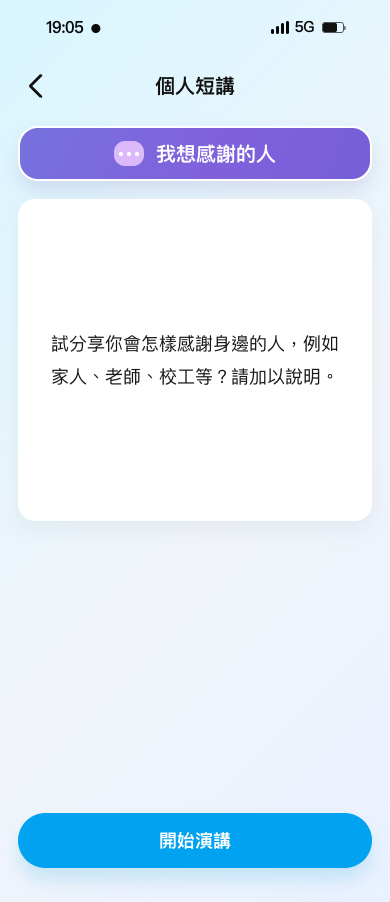 19:05
5G
個人短講
我想感謝的人
試分享你會怎樣感謝身邊的人，例如
家人、老師、校工等？請加以說明。
開始演講